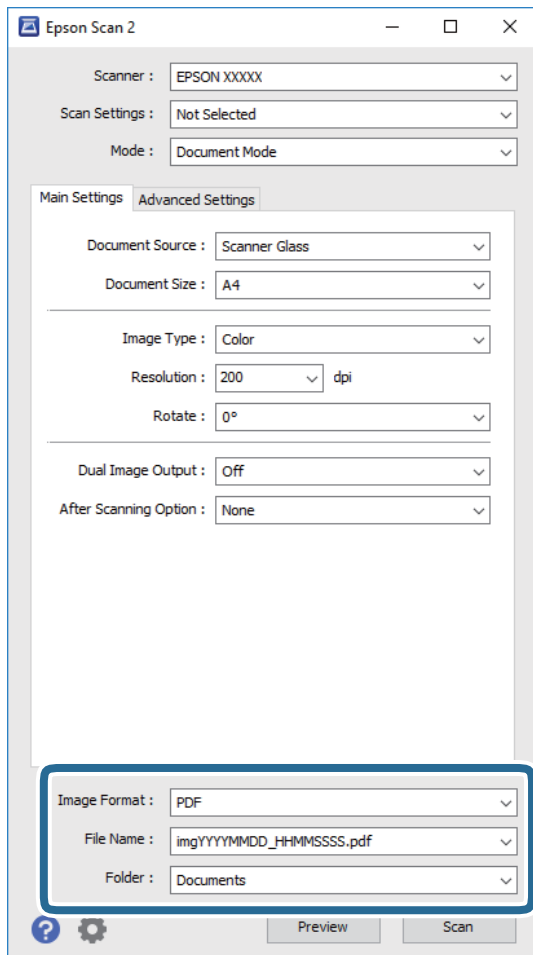 Epson Scan 2
Scanner : EPSON XXXXX
Scan Settings : Not Selected
Mode : Document Mode
Main Settings Advanced Settings
Document Source : Scanner Glass
Document Size : A4
Image Type : Color
Resolution : 200 dpi
Rotate : 0°
Dual Image Output : Off
After Scanning Option : None
Image Format : PDF
File Name : imgYYYYMMDD_HHMMSSSS.pdf
Folder : Documents
? Preview Scan